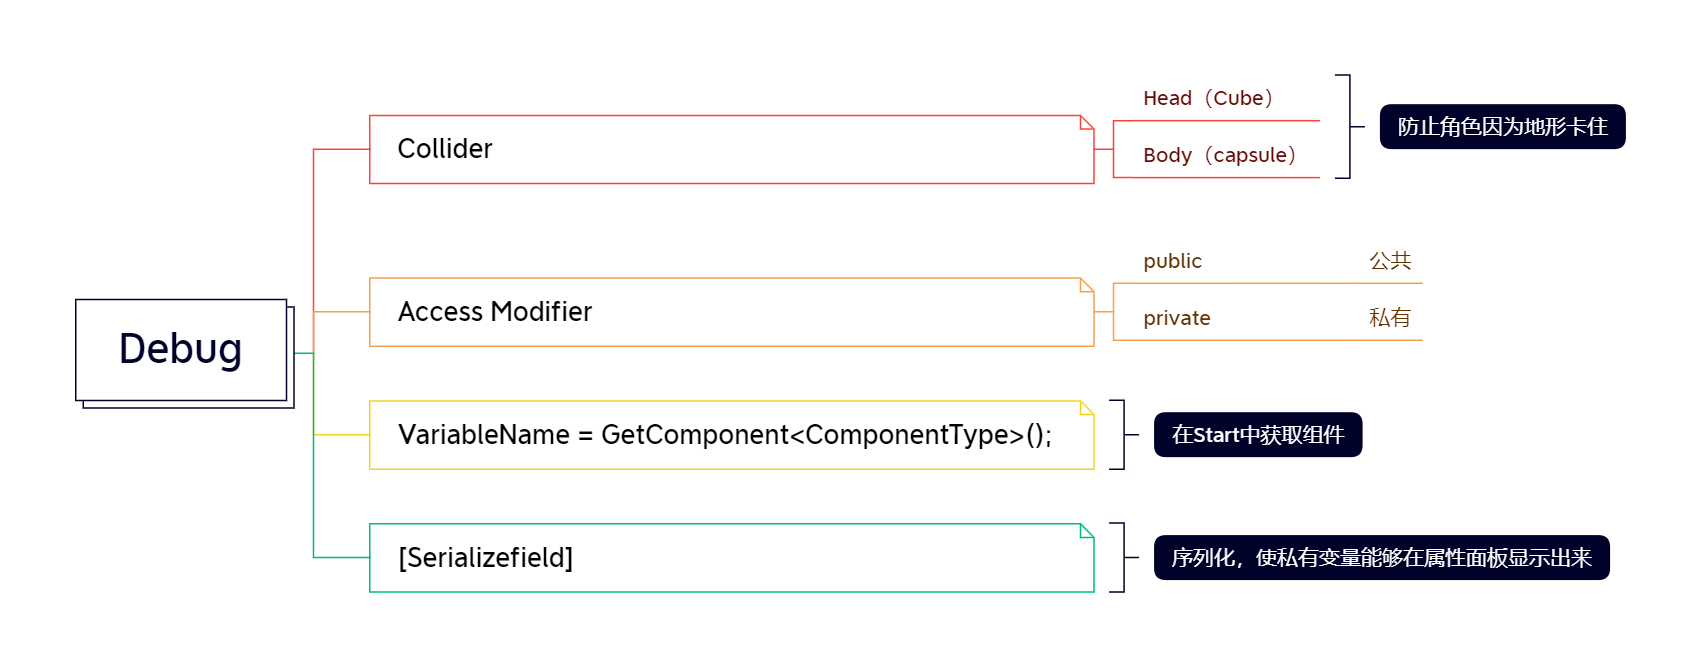 Debug
Collider
Head（Cube）
Body（capsule）
防止角色因为地形卡住
Access Modifier
public 公共
private 私有
VariableName = GetComponent<ComponentType>();
在Start中获取组件
[Serializefield]
序列化，使私有变量能够在属性面板显示出来